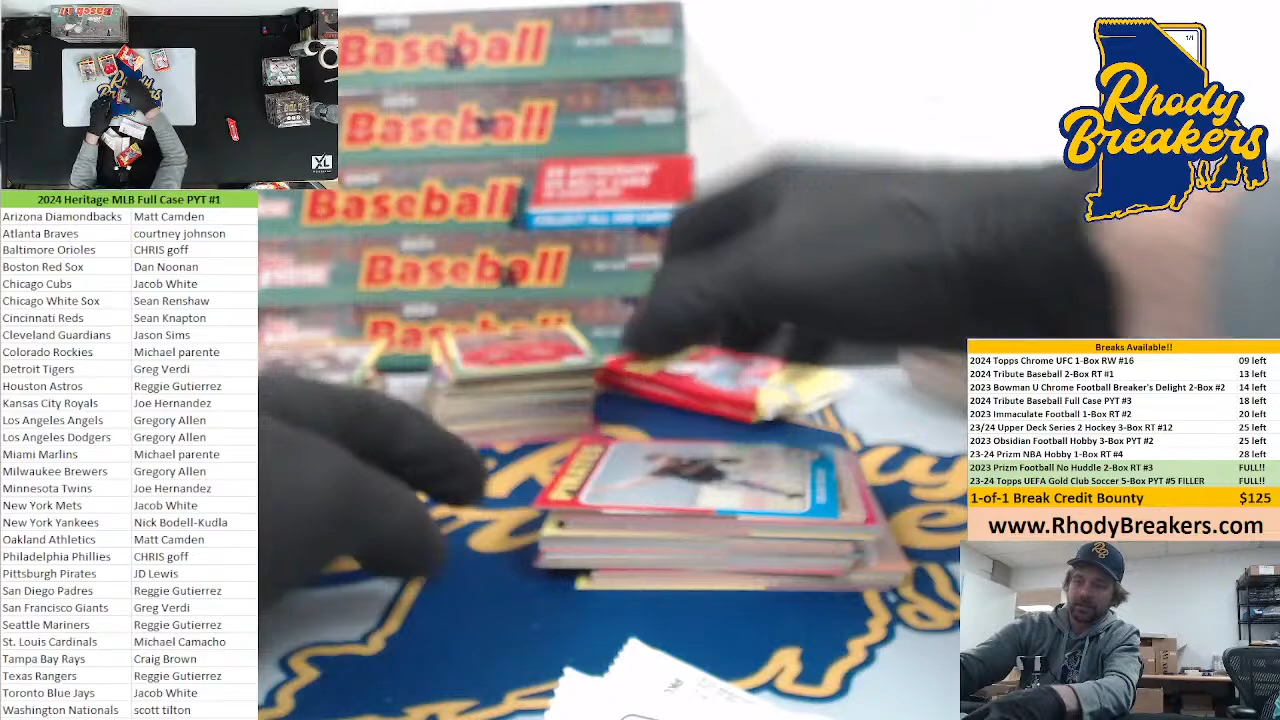 Baseball
Baseball
Baseball
Baseball
Baseball
PIRATES
XL
1/1
Rhody
Breakers
2024 Heritage MLB Full Case PYT #1
Arizona Diamondbacks Matt Camden
Atlanta Braves courtney johnson
Baltimore Orioles CHRIS goff
Boston Red Sox Dan Noonan
Chicago Cubs Jacob White
Chicago White Sox Sean Renshaw
Cincinnati Reds Sean Knapton
Cleveland Guardians Jason Sims
Colorado Rockies Michael parente
Detroit Tigers Greg Verdi
Houston Astros Reggie Gutierrez
Kansas City Royals Joe Hernandez
Los Angeles Angels Gregory Allen
Los Angeles Dodgers Gregory Allen
Miami Marlins Michael parente
Milwaukee Brewers Gregory Allen
Minnesota Twins Joe Hernandez
New York Mets Jacob White
New York Yankees Nick Bodell-Kudla
Oakland Athletics Matt Camden
Philadelphia Phillies CHRIS goff
Pittsburgh Pirates JD Lewis
San Diego Padres Reggie Gutierrez
San Francisco Giants Greg Verdi
Seattle Mariners Reggie Gutierrez
St. Louis Cardinals Michael Camacho
Tampa Bay Rays Craig Brown
Texas Rangers Reggie Gutierrez
Toronto Blue Jays Jacob White
Washington Nationals scott tilton
Breaks Available!!
2024 Topps Chrome UFC 1-Box RW #16 09 left
2024 Tribute Baseball 2-Box RT #1 13 left
2023 Bowman U Chrome Football Breaker's Delight 2-Box #2 14 left
2024 Tribute Baseball Full Case PYT #3 18 left
2023 Immaculate Football 1-Box RT #2 20 left
23/24 Upper Deck Series 2 Hockey 3-Box RT #12 25 left
2023 Obsidian Football Hobby 3-Box PYT #2 25 left
23-24 Prizm NBA Hobby 1-Box RT #4 28 left
2023 Prizm Football No Huddle 2-Box RT #3 FULL!!
23-24 Topps UEFA Gold Club Soccer 5-Box PYT #5 FILLER FULL!!
1-of-1 Break Credit Bounty $125
www.RhodyBreakers.com